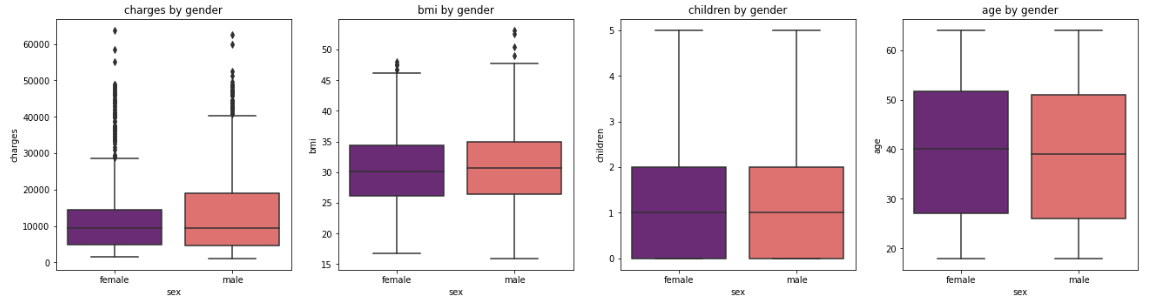 charges by gender
charges
60000
50000
40000
30000
20000
10000
0
female
male
sex
bmi by gender
bmi
50
45
40
35
30
25
20
15
female
male
sex
children by gender
children
5
4
3
2
1
0
female
male
sex
age by gender
age
60
50
40
30
20
female
male
sex